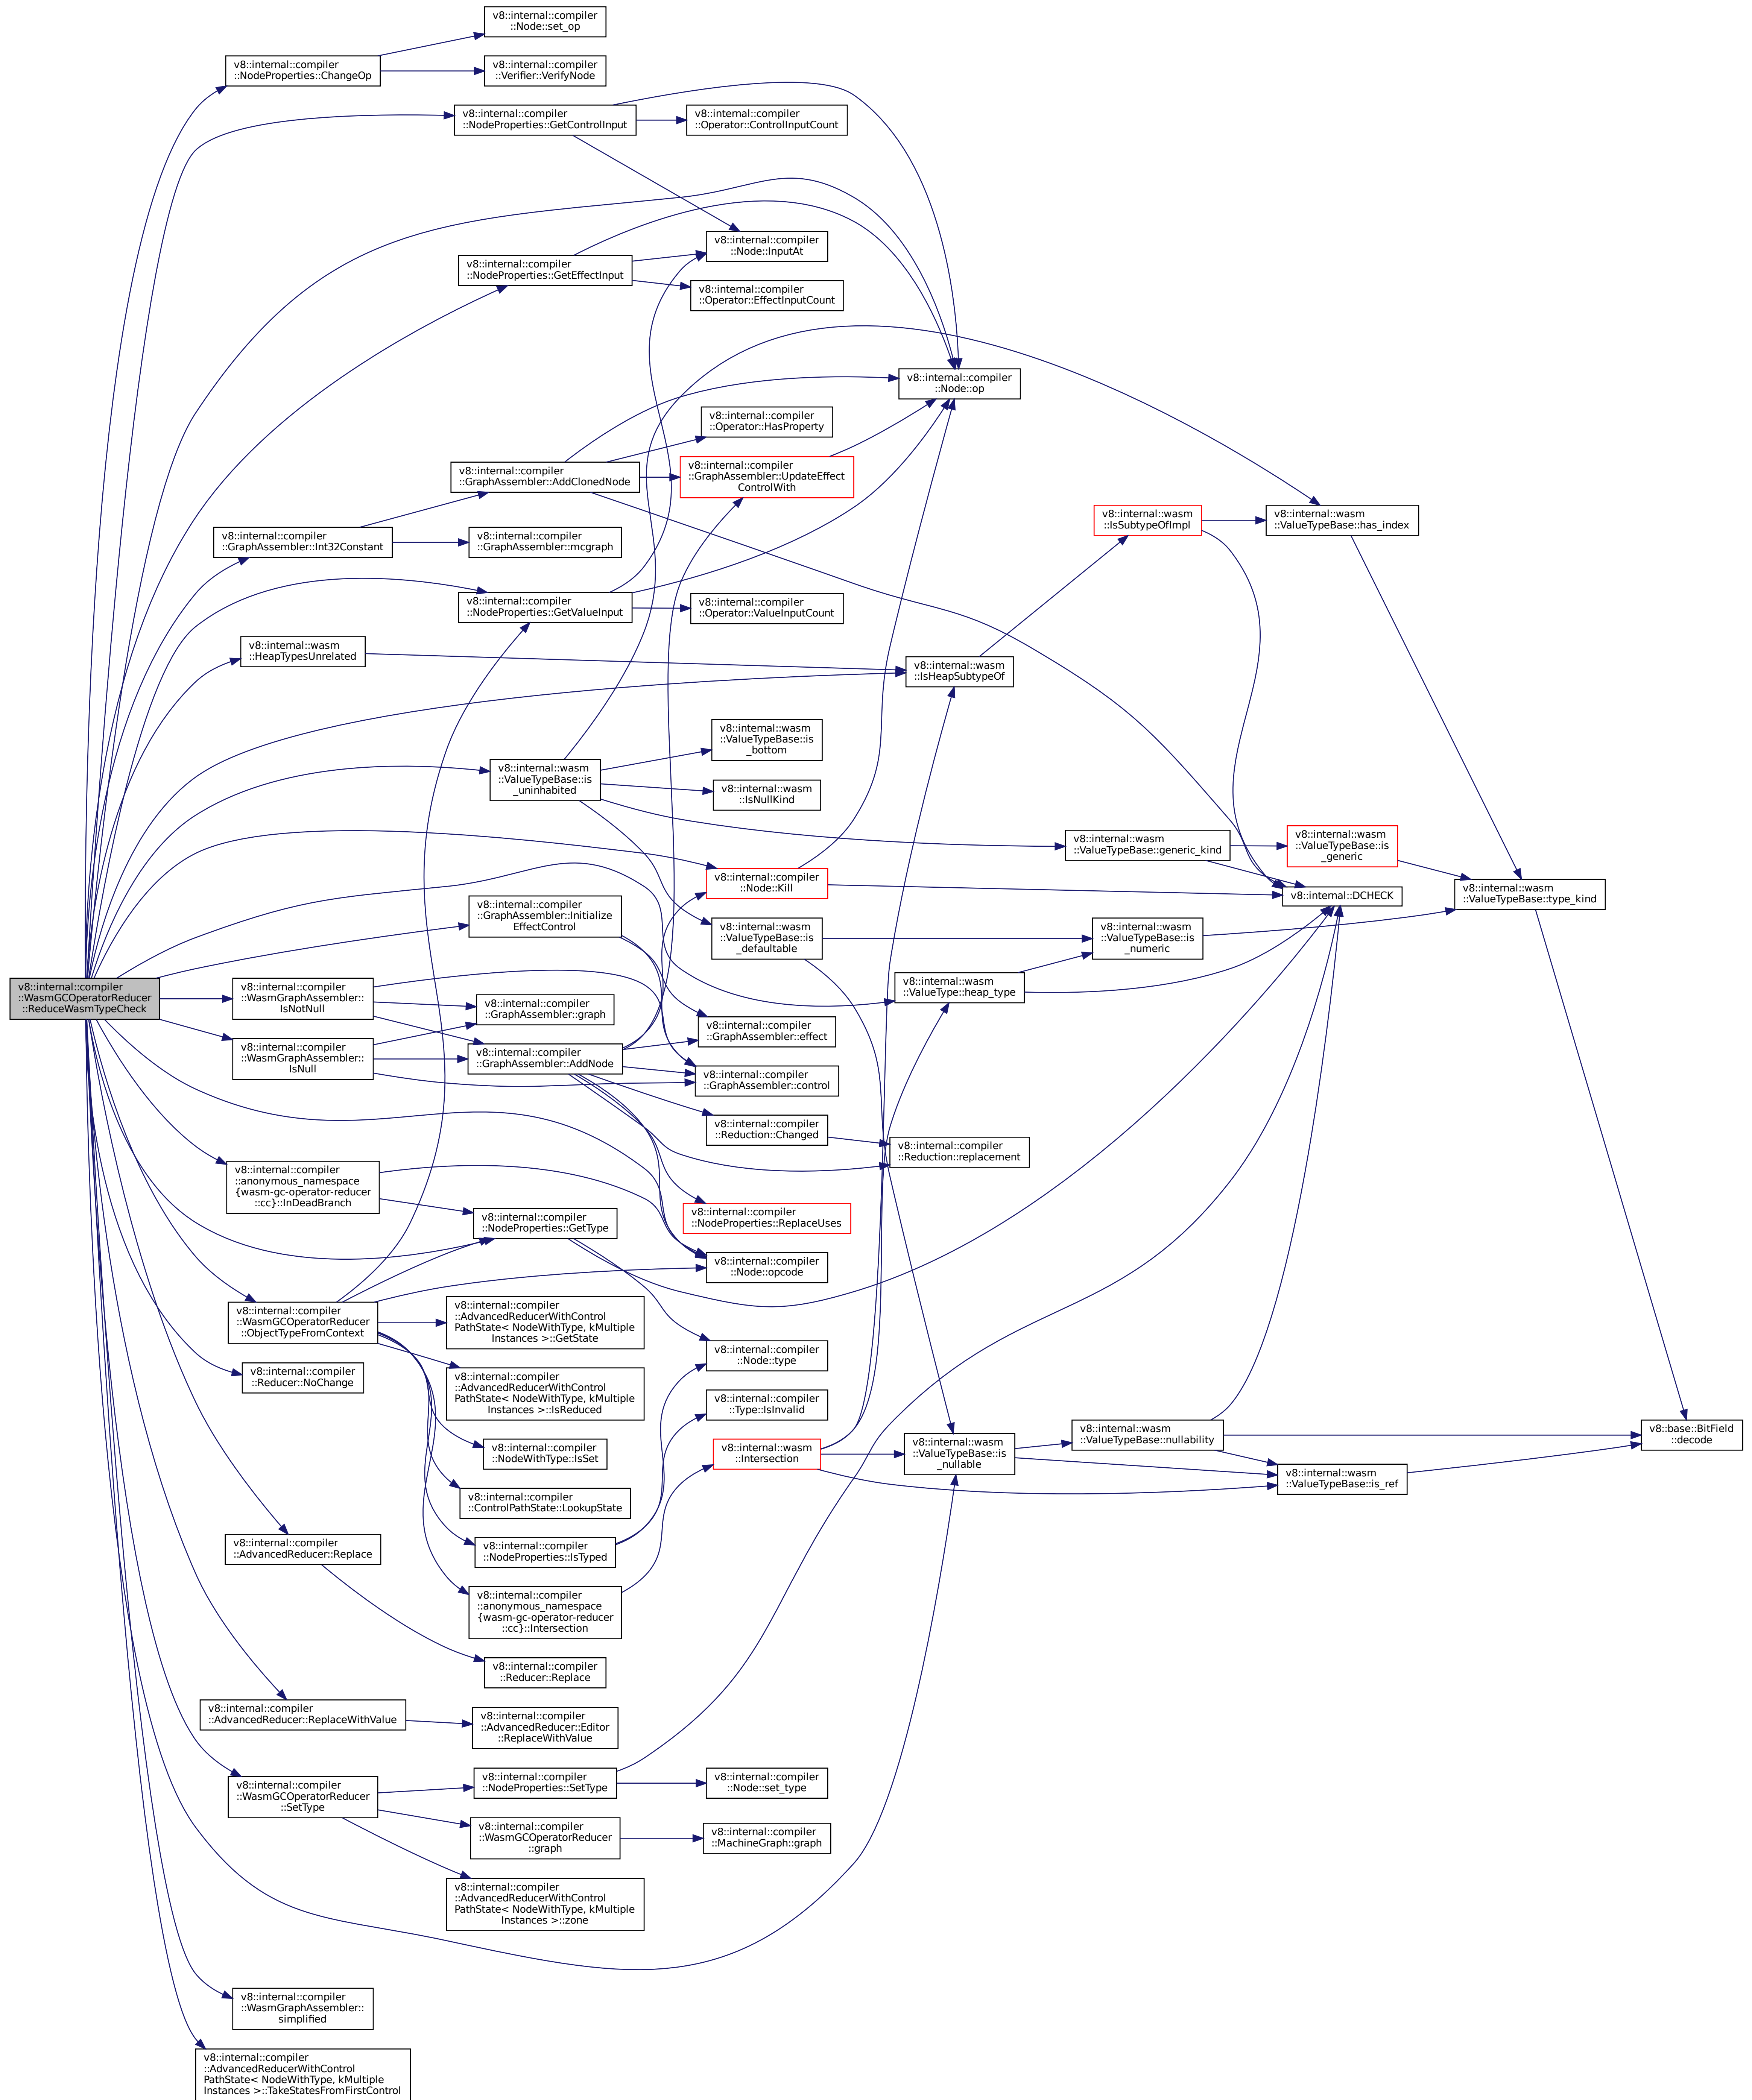 v8::internal::compiler
::Node::set_op
v8::internal::compiler
::NodeProperties::ChangeOp
v8::internal::compiler
::Verifier::VerifyNode
v8::internal::compiler
::NodeProperties::GetControlInput
v8::internal::compiler
::Operator::ControlInputCount
v8::internal::compiler
::Node::InputAt
v8::internal::compiler
::NodeProperties::GetEffectInput
v8::internal::compiler
::Operator::EffectInputCount
v8::internal::compiler
::Node::op
v8::internal::compiler
::Operator::HasProperty
v8::internal::compiler
::GraphAssembler::AddClonedNode
v8::internal::compiler
::GraphAssembler::UpdateEffect
ControlWith
v8::internal::wasm
::IsSubtypeOfImpl
v8::internal::wasm
::ValueTypeBase::has_index
v8::internal::compiler
::GraphAssembler::Int32Constant
v8::internal::compiler
::GraphAssembler::mcgraph
v8::internal::compiler
::NodeProperties::GetValueInput
v8::internal::compiler
::Operator::ValueInputCount
v8::internal::wasm
::HeapTypesUnrelated
v8::internal::wasm
::IsHeapSubtypeOf
v8::internal::wasm
::ValueTypeBase::is
_bottom
v8::internal::wasm
::ValueTypeBase::is
_uninhabited
v8::internal::wasm
::IsNullKind
v8::internal::wasm
::ValueTypeBase::generic_kind
v8::internal::wasm
::ValueTypeBase::is
_generic
v8::internal::compiler
::Node::Kill
v8::internal::DCHECK
v8::internal::wasm
::ValueTypeBase::type_kind
v8::internal::compiler
::GraphAssembler::Initialize
EffectControl
v8::internal::wasm
::ValueTypeBase::is
_defaultable
v8::internal::wasm
::ValueTypeBase::is
_numeric
v8::internal::compiler
::WasmGCOperatorReducer
::ReduceWasmTypeCheck
v8::internal::compiler
::WasmGraphAssembler::
IsNotNull
v8::internal::compiler
::GraphAssembler::graph
v8::internal::wasm
::ValueType::heap_type
v8::internal::compiler
::GraphAssembler::effect
v8::internal::compiler
::WasmGraphAssembler::
IsNull
v8::internal::compiler
::GraphAssembler::AddNode
v8::internal::compiler
::GraphAssembler::control
v8::internal::compiler
::Reduction::Changed
v8::internal::compiler
::Reduction::replacement
v8::internal::compiler
::anonymous_namespace
{wasm-gc-operator-reducer
::cc}::InDeadBranch
v8::internal::compiler
::NodeProperties::GetType
v8::internal::compiler
::NodeProperties::ReplaceUses
v8::internal::compiler
::Node::opcode
v8::internal::compiler
::WasmGCOperatorReducer
::ObjectTypeFromContext
v8::internal::compiler
::AdvancedReducerWithControl
PathState< NodeWithType, kMultiple
Instances >::GetState
v8::internal::compiler
::Node::type
v8::internal::compiler
::Reducer::NoChange
v8::internal::compiler
::AdvancedReducerWithControl
PathState< NodeWithType, kMultiple
Instances >::IsReduced
v8::internal::compiler
::Type::IsInvalid
v8::internal::compiler
::NodeWithType::IsSet
v8::internal::wasm
::Intersection
v8::internal::wasm
::ValueTypeBase::is
_nullable
v8::internal::wasm
::ValueTypeBase::nullability
v8::base::BitField
::decode
v8::internal::wasm
::ValueTypeBase::is_ref
v8::internal::compiler
::ControlPathState::LookupState
v8::internal::compiler
::AdvancedReducer::Replace
v8::internal::compiler
::NodeProperties::IsTyped
v8::internal::compiler
::anonymous_namespace
{wasm-gc-operator-reducer
::cc}::Intersection
v8::internal::compiler
::Reducer::Replace
v8::internal::compiler
::AdvancedReducer::ReplaceWithValue
v8::internal::compiler
::AdvancedReducer::Editor
::ReplaceWithValue
v8::internal::compiler
::WasmGCOperatorReducer
::SetType
v8::internal::compiler
::NodeProperties::SetType
v8::internal::compiler
::Node::set_type
v8::internal::compiler
::WasmGCOperatorReducer
::graph
v8::internal::compiler
::MachineGraph::graph
v8::internal::compiler
::AdvancedReducerWithControl
PathState< NodeWithType, kMultiple
Instances >::zone
v8::internal::compiler
::WasmGraphAssembler::
simplified
v8::internal::compiler
::AdvancedReducerWithControl
PathState< NodeWithType, kMultiple
Instances >::TakeStatesFromFirstControl